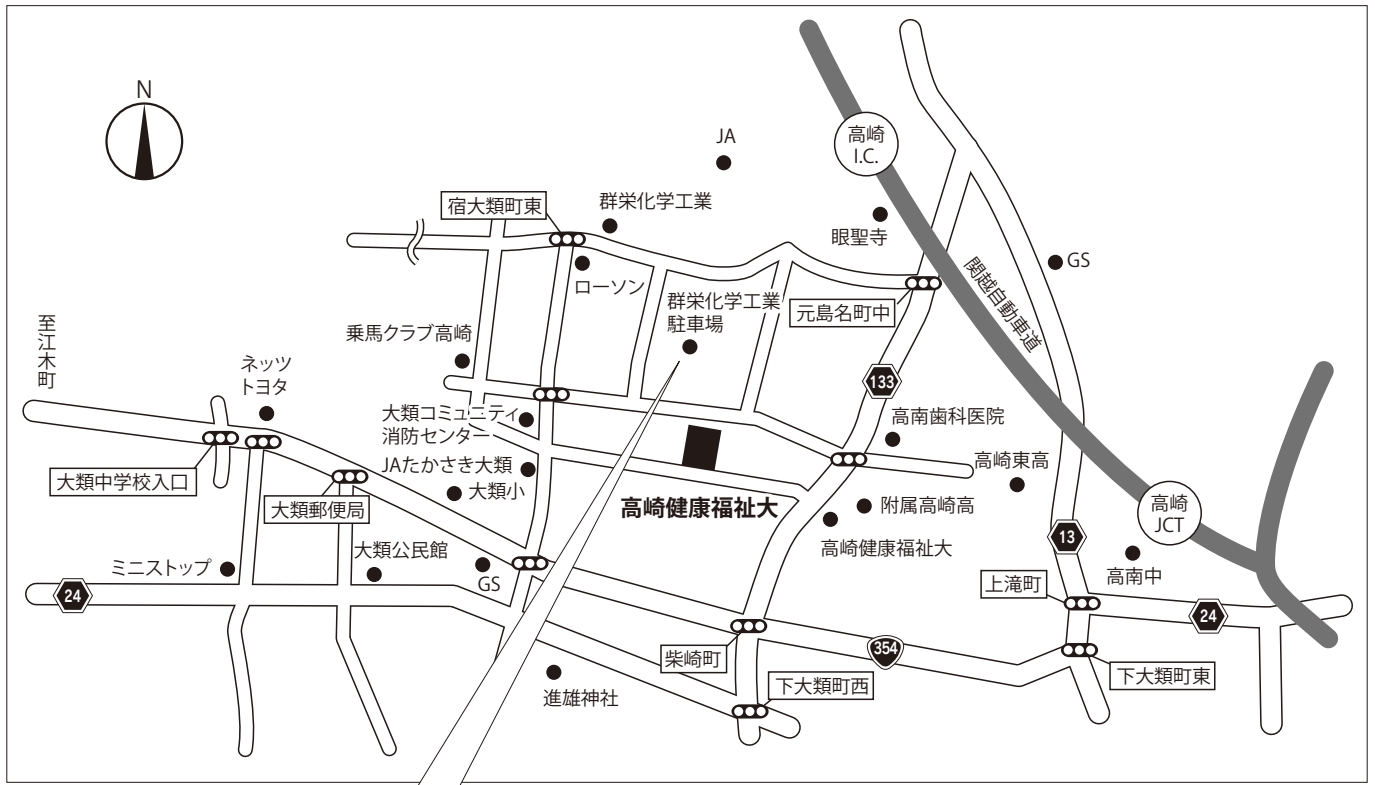 N
JA
高崎
I.C.
宿大類町東
群栄化学工業
眼聖寺
GS
ローソン
関越自動車道
群栄化学工業
駐車場
元島名町中
至江木町
乗馬クラブ高崎
ネッツ
トヨタ
133
大類コミュニティ
消防センター
高南歯科医院
JAたかさき大類
高崎東高
大類中学校入口
大類小
大類郵便局
高崎健康福祉大
附属高崎高
高崎
JCT
高崎健康福祉大
13
大類公民館
ミニストップ
GS
高南中
上滝町
24
24
柴崎町
354
下大類町東
下大類町西
進雄神社